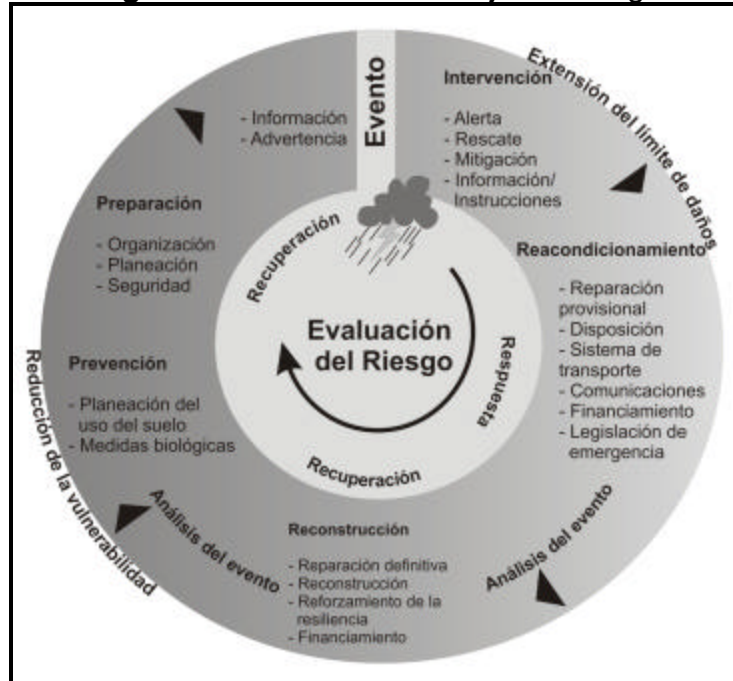 Evento
Intervención
- Alerta
- Rescate
- Mitigación
- Información/
Instrucciones
Extensión del límite de daños
Reacondicionamiento
- Reparación
provisional
- Disposición
- Sistema de
transporte
- Comunicaciones
- Financiamiento
- Legislación de
emergencia
Análisis del evento
Reconstrucción
- Reparación definitiva
- Reconstrucción
- Reforzamiento de la
resiliencia
- Financiamiento
Análisis del evento
Reducción de la vulnerabilidad
Prevención
- Planeación del
uso del suelo
- Medidas biológicas
Preparación
- Organización
- Planeación
- Seguridad
- Información
- Advertencia
Recuperación
Evaluación
del Riesgo
Respuesta
Recuperación